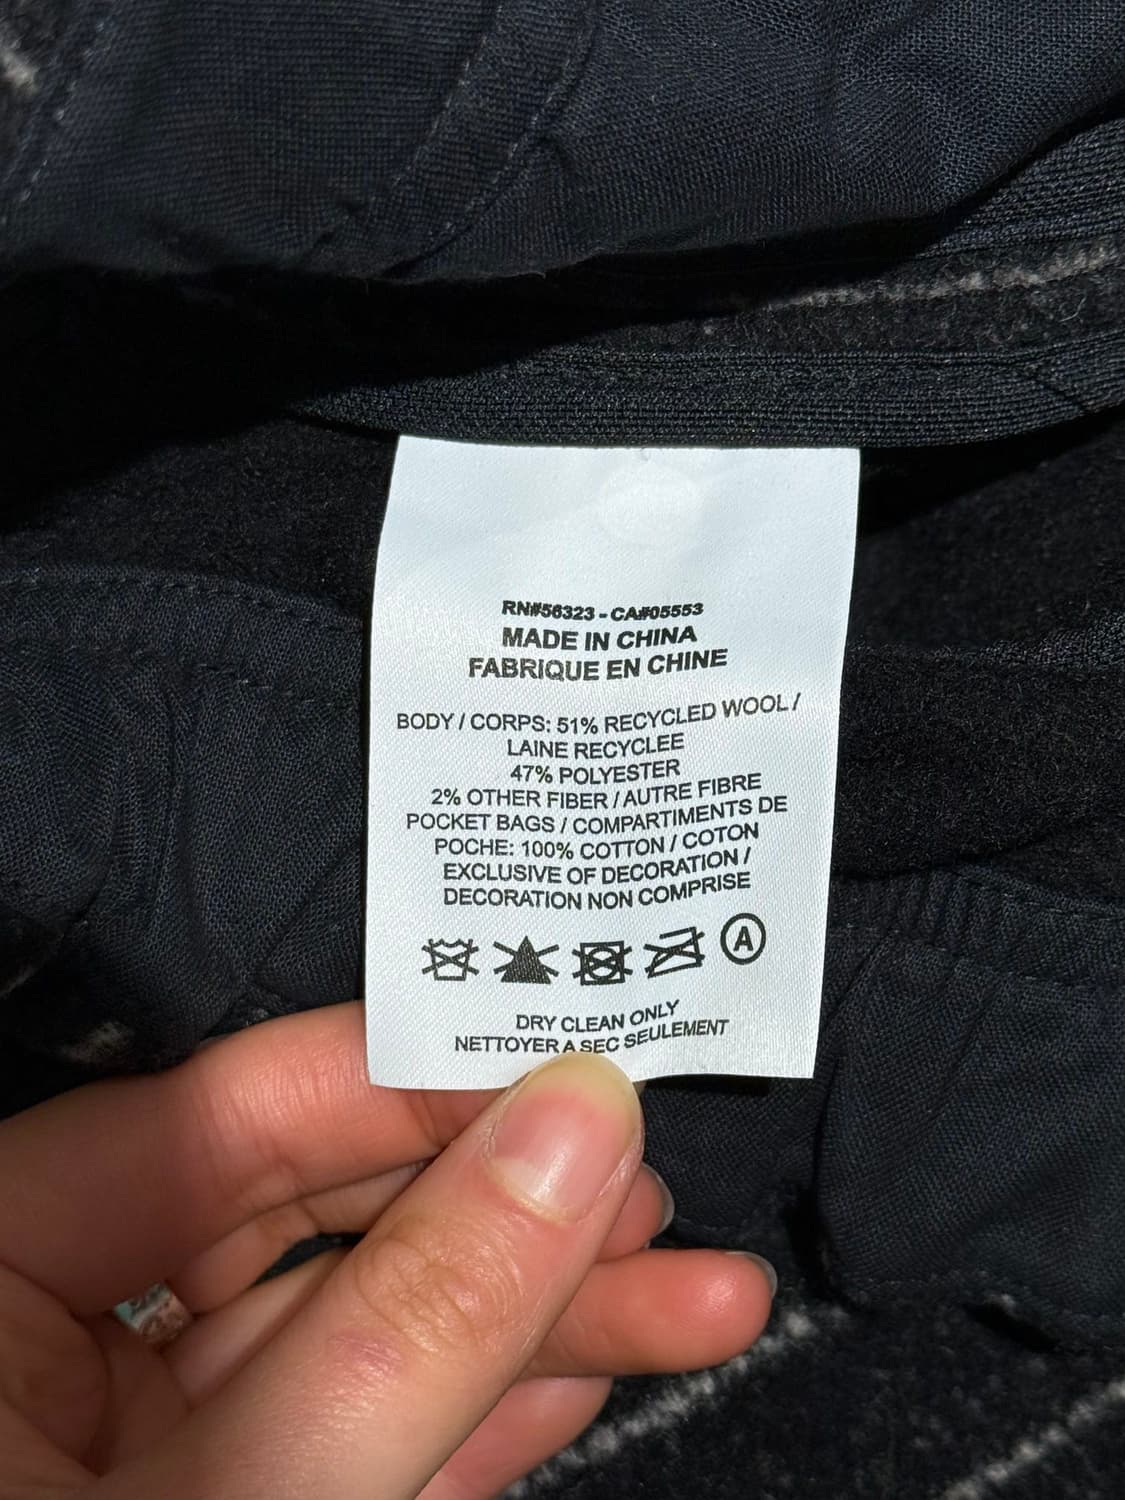 RN#56323 - CA#05553
MADE IN CHINA
FABRIQUE EN CHINE
BODY / CORPS: 51% RECYCLED WOOL /
LAINE RECYCLEE
47% POLYESTER
2% OTHER FIBER / AUTRE FIBRE
POCKET BAGS / COMPARTIMENTS DE
POCHE: 100% COTTON / COTON
EXCLUSIVE OF DECORATION /
DECORATION NON COMPRISE
A
DRY CLEAN ONLY
NETTOYER A SEC SEULEMENT